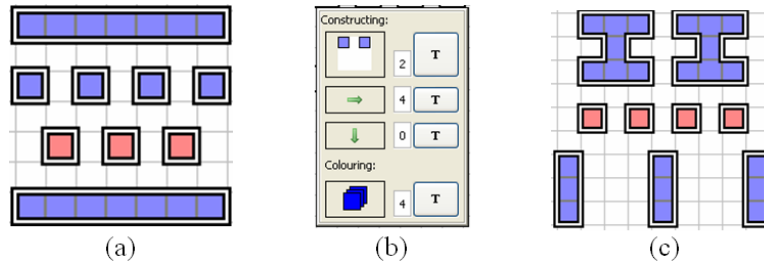 Constructing:
2 T
4 T
0 T
Colouring:
4 T
(a) (b) (c)